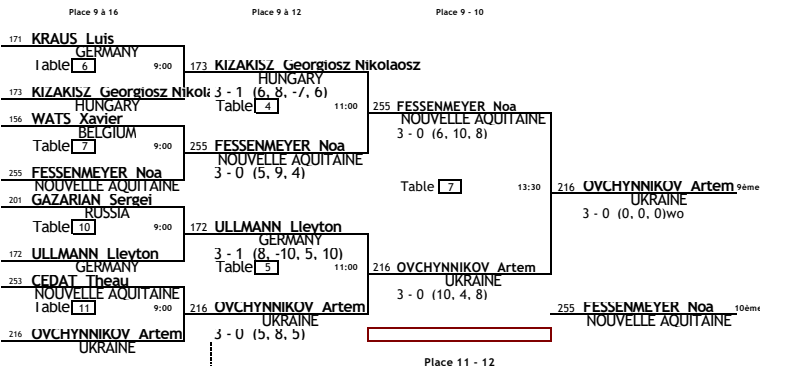 Place 9 à 16
Place 9 à 12
Place 9 - 10
171 KRAUS Luis
GERMANY
Table 6 9:00
173 KIZAKISZ Georgiosz Nikolaosz
HUNGARY
173 KIZAKISZ Georgiosz Nikola
HUNGARY
3 - 1 (6, 8, -7, 6)
Table 4 11:00
255 FESSENMEYER Noa
NOUVELLE AQUITAINE
3 - 0 (6, 10, 8)
156 WATS Xavier
BELGIUM
Table 7 9:00
255 FESSENMEYER Noa
NOUVELLE AQUITAINE
3 - 0 (5, 9, 4)
255 FESSENMEYER Noa
NOUVELLE AQUITAINE
Table 7 13:30
216 OVCHYNNIKOV Artem 9ème
UKRAINE
3 - 0 (0, 0, 0)wo
201 GAZARIAN Sergei
RUSSIA
Table 10 9:00
172 ULLMANN Lleyton
GERMANY
3 - 1 (8, -10, 5, 10)
172 ULLMANN Lleyton
GERMANY
Table 5 11:00
216 OVCHYNNIKOV Artem
UKRAINE
3 - 0 (10, 4, 8)
253 CEDAT Theau
NOUVELLE AQUITAINE
Table 11 9:00
216 OVCHYNNIKOV Artem
UKRAINE
3 - 0 (5, 8, 5)
255 FESSENMEYER Noa 10ème
NOUVELLE AQUITAINE
216 OVCHYNNIKOV Artem
UKRAINE
Place 11 - 12